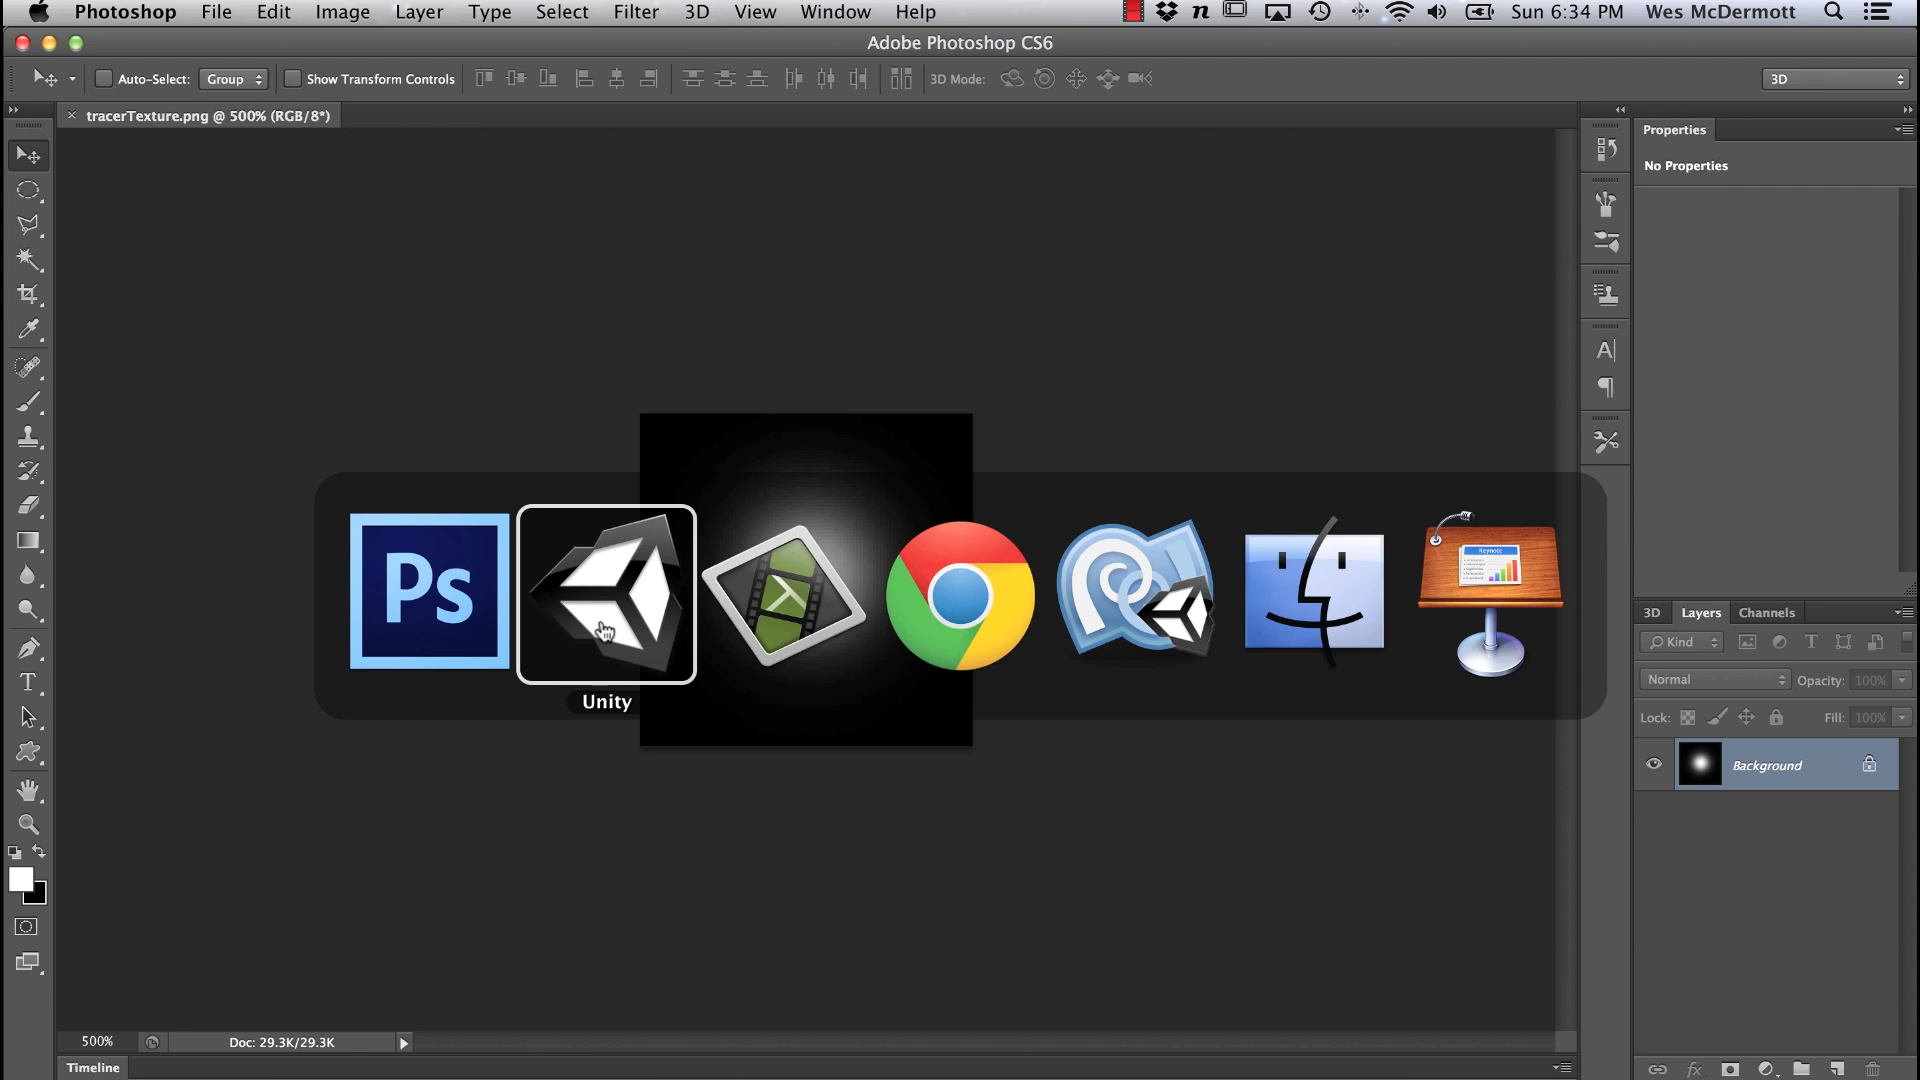 Photoshop File Edit Image Layer Type Select Filter 3D View Window Help Sun 6:34 PM Wes McDermott
Adobe Photoshop CS6
Auto-Select: Group Show Transform Controls 3D Mode: 3D
tracerTexture.png @ 500% (RGB/8*)
Properties
No Properties
Ps
Keynote
Unity
3D Layers Channels
Kind
Normal Opacity: 100%
Lock: Fill: 100%
Background
500% Doc: 29.3K/29.3K
Timeline